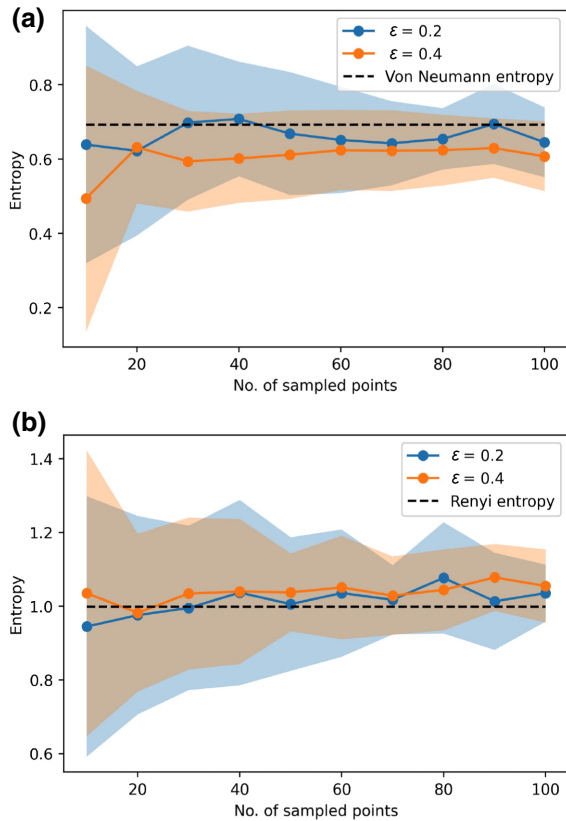 (a)
ε = 0.2
ε = 0.4
Von Neumann entropy
Entropy
0.8
0.6
0.4
0.2
20 40 60 80 100
No. of sampled points
(b)
ε = 0.2
ε = 0.4
Renyi entropy
Entropy
1.4
1.2
1.0
0.8
0.6
20 40 60 80 100
No. of sampled points